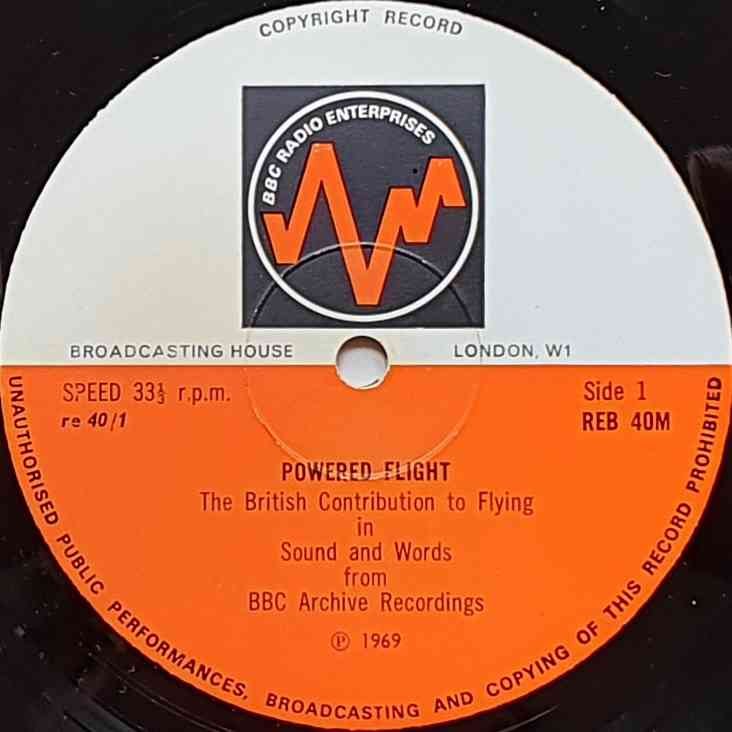 COPYRIGHT RECORD
BBC RADIO ENTERPRISES
BROADCASTING HOUSE
LONDON, W1
SPEED 33⅓ r.p.m.
Side 1
re 40/1
REB 40M
POWERED FLIGHT
The British Contribution to Flying
in
Sound and Words
from
BBC Archive Recordings
Ⓟ 1969
UNAUTHORISED PUBLIC PERFORMANCES, BROADCASTING AND COPYING OF THIS RECORD PROHIBITED